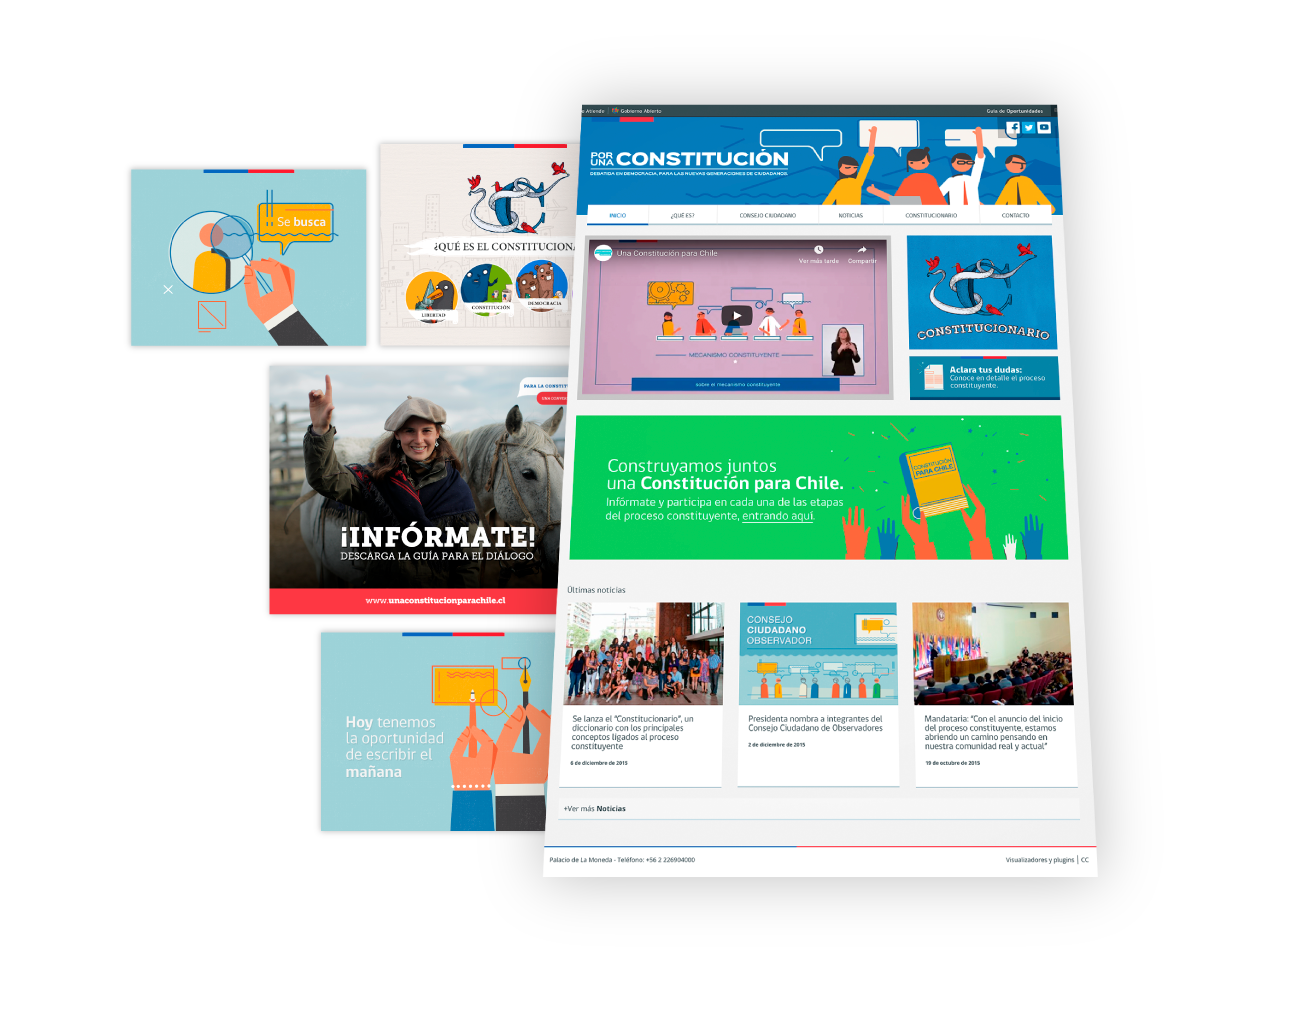 Se busca
¿QUÉ ES EL CONSTITUCIONA
LIBERTAD
CONSTITUCIÓN
DEMOCRACIA
PARA LA CONSTITU
¡INFÓRMATE!
DESCARGA LA GUÍA PARA EL DIÁLOGO
www.unaconstitucionparachile.cl
Hoy tenemos
la oportunidad
de escribir el
mañana
Atiende
Gobierno Abierto
Guía de Oportunidades
POR UNA CONSTITUCIÓN
DEBATIDA EN DEMOCRACIA, PARA LAS NUEVAS GENERACIONES DE CIUDADANOS.
INICIO
¿QUÉ ES?
CONSEJO CIUDADANO
NOTICIAS
CONSTITUCIONARIO
CONTACTO
Una Constitución para Chile
Ver más tarde
Compartir
MECANISMO CONSTITUYENTE
sobre el mecanismo constituyente
CONSTITUCIONARIO
Aclara tus dudas:
Conoce en detalle el proceso
constituyente.
Construyamos juntos
una Constitución para Chile.
Infórmate y participa en cada una de las etapas
del proceso constituyente, entrando aquí.
CONSTITUCIÓN
PARA CHILE
Últimas noticias
CONSEJO
CIUDADANO
OBSERVADOR
Se lanza el “Constitucionario”, un
diccionario con los principales
conceptos ligados al proceso
constituyente
6 de diciembre de 2015
Presidenta nombra a integrantes del
Consejo Ciudadano de Observadores
2 de diciembre de 2015
Mandataria: “Con el anuncio del inicio
del proceso constituyente, estamos
abriendo un camino pensando en
nuestra comunidad real y actual”
19 de octubre de 2015
+Ver más Noticias
Palacio de La Moneda - Teléfono: +56 2 226904000
Visualizadores y plugins | CC